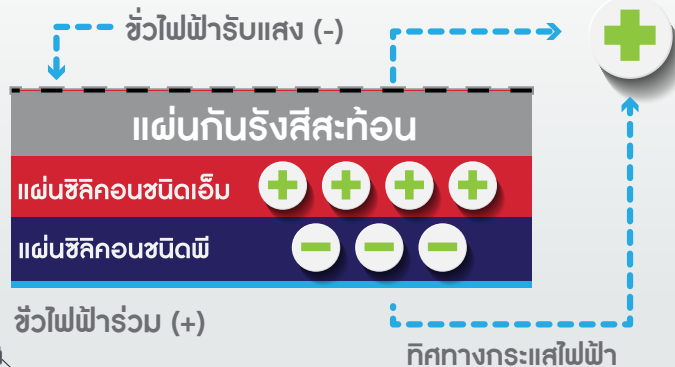 ขั่วไฟฟ้ารับแสง (-)
แผ่นกันรังสีสะท้อน
แผ่นซิลิคอนชนิดเอ็ม
แผ่นซิลิคอนชนิดพี
ขั่วไฟฟ้าร่วม (+)
ทิศทางกระแสไฟฟ้า